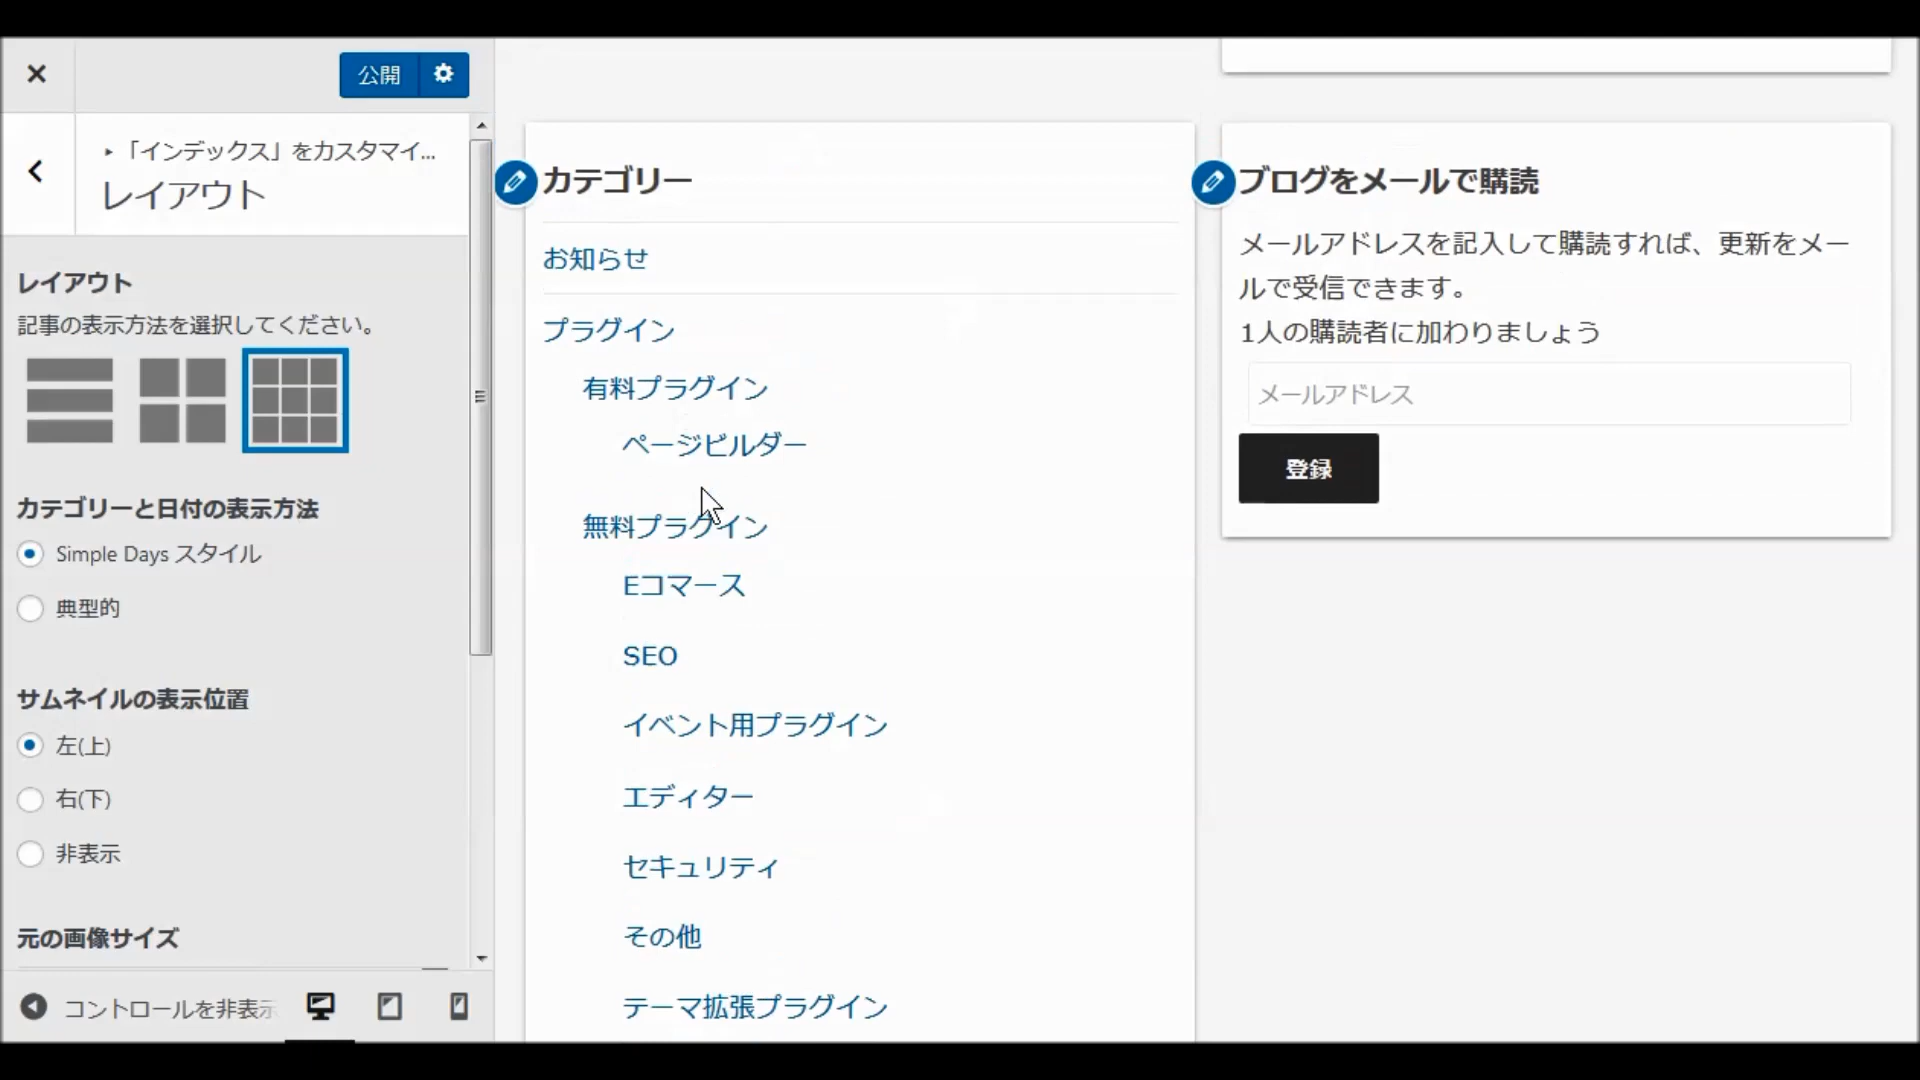 公開
▸「インデックス」をカスタマイ...
レイアウト
レイアウト
記事の表示方法を選択してください。
カテゴリーと日付の表示方法
Simple Days スタイル
典型的
サムネイルの表示位置
左(上)
右(下)
非表示
元の画像サイズ
コントロールを非表示
カテゴリー
お知らせ
プラグイン
有料プラグイン
ページビルダー
無料プラグイン
Eコマース
SEO
イベント用プラグイン
エディター
セキュリティ
その他
テーマ拡張プラグイン
ブログをメールで購読
メールアドレスを記入して購読すれば、更新をメー
ルで受信できます。
1人の購読者に加わりましょう
メールアドレス
登録